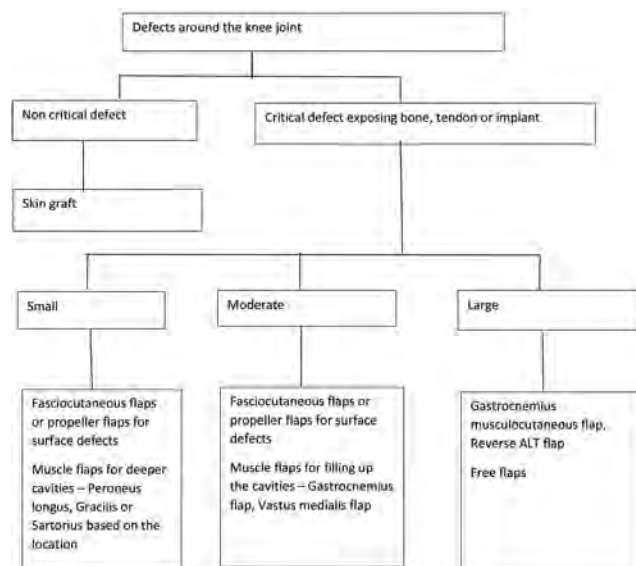 Defects around the knee joint
Non critical defect
Critical defect exposing bone, tendon or implant
Skin graft
Small
Moderate
Large
Fasciocutaneous flaps
or propeller flaps for
surface defects
Muscle flaps for deeper
cavities – Peroneus
longus, Gracilis or
Sartorius based on the
location
Fasciocutaneous flaps or
propeller flaps for surface
defects
Muscle flaps for filling up
the cavities – Gastrocnemius
flap, Vastus medialis flap
Gastrocnemius
musculocutaneous flap,
Reverse ALT flap
Free flaps